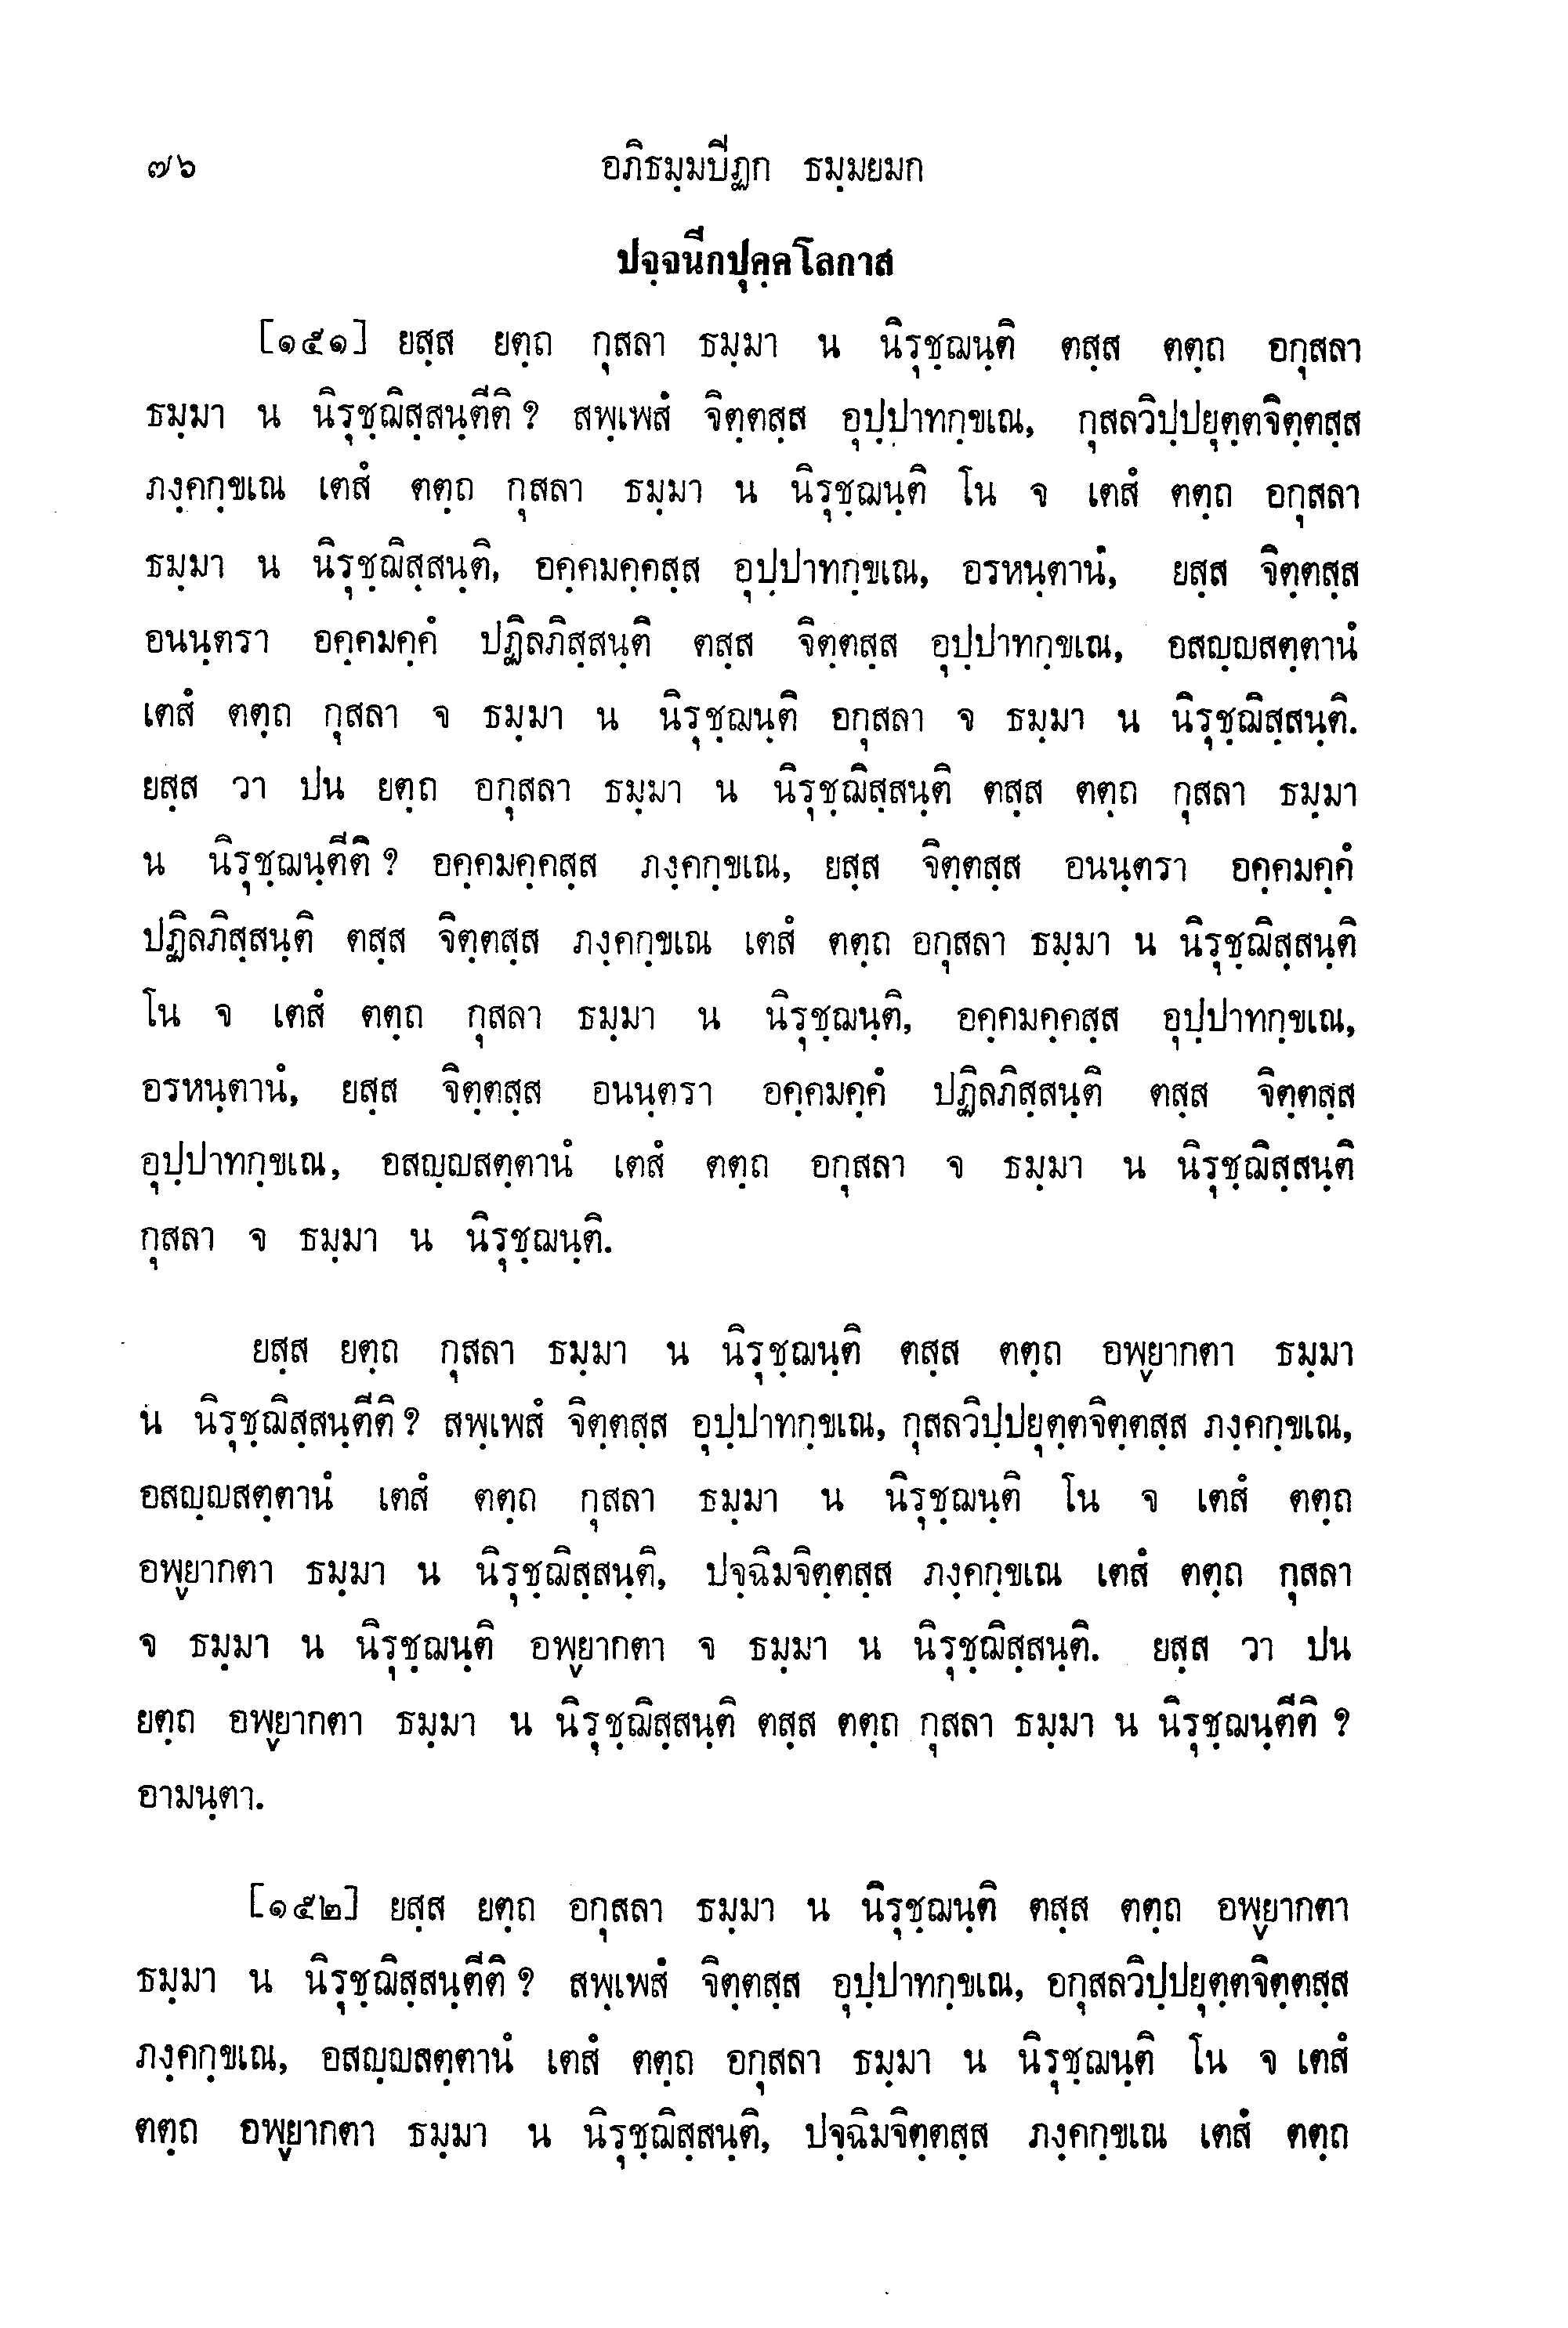 ๗๖ อภิธมฺมปีฏก ธมฺมยมก
ปจฺจนีกปุคฺคโลกาส
[๑๕๑] ยสฺส ยตฺถ กุสลา ธมฺมา น นิรุชฺฌนฺติ ตสฺส ตตฺถ อกุสลา
ธมฺมา น นิรุชฺฌิสฺสนฺตีติ ? สพฺเพสํ จิตฺตสฺส อุปฺปาทกฺขเณ, กุสลวิปฺปยุตฺตจิตฺตสฺส
ภงฺคกฺขเณ เตสํ ตตฺถ กุสลา ธมฺมา น นิรุชฺฌนฺติ โน จ เตสํ ตตฺถ อกุสลา
ธมฺมา น นิรุชฺฌิสฺสนฺติ, อคฺคมคฺคสฺส อุปฺปาทกฺขเณ, อรหนฺตานํ, ยสฺส จิตฺตสฺส
อนนฺตรา อคฺคมคฺคํ ปฏิลภิสฺสนฺติ ตสฺส จิตฺตสฺส อุปฺปาทกฺขเณ, อสญฺญสตฺตานํ
เตสํ ตตฺถ กุสลา จ ธมฺมา น นิรุชฺฌนฺติ อกุสลา จ ธมฺมา น นิรุชฺฌิสฺสนฺติ.
ยสฺส วา ปน ยตฺถ อกุสลา ธมฺมา น นิรุชฺฌิสฺสนฺติ ตสฺส ตตฺถ กุสลา ธมฺมา
น นิรุชฺฌนฺตีติ ? อคฺคมคฺคสฺส ภงฺคกฺขเณ, ยสฺส จิตฺตสฺส อนนฺตรา อคฺคมคฺคํ
ปฏิลภิสฺสนฺติ ตสฺส จิตฺตสฺส ภงฺคกฺขเณ เตสํ ตตฺถ อกุสลา ธมฺมา น นิรุชฺฌิสฺสนฺติ
โน จ เตสํ ตตฺถ กุสลา ธมฺมา น นิรุชฺฌนฺติ, อคฺคมคฺคสฺส อุปฺปาทกฺขเณ,
อรหนฺตานํ, ยสฺส จิตฺตสฺส อนนฺตรา อคฺคมคฺคํ ปฏิลภิสฺสนฺติ ตสฺส จิตฺตสฺส
อุปฺปาทกฺขเณ, อสญฺญสตฺตานํ เตสํ ตตฺถ อกุสลา จ ธมฺมา น นิรุชฺฌิสฺสนฺติ
กุสลา จ ธมฺมา น นิรุชฺฌนฺติ.
ยสฺส ยตฺถ กุสลา ธมฺมา น นิรุชฺฌนฺติ ตสฺส ตตฺถ อพฺยากตา ธมฺมา
น นิรุชฺฌิสฺสนฺตีติ ? สพฺเพสํ จิตฺตสฺส อุปฺปาทกฺขเณ, กุสลวิปฺปยุตฺตจิตฺตสฺส ภงฺคกฺขเณ,
อสญฺญสตฺตานํ เตสํ ตตฺถ กุสลา ธมฺมา น นิรุชฺฌนฺติ โน จ เตสํ ตตฺถ
อพฺยากตา ธมฺมา น นิรุชฺฌิสฺสนฺติ, ปจฺฉิมจิตฺตสฺส ภงฺคกฺขเณ เตสํ ตตฺถ กุสลา
จ ธมฺมา น นิรุชฺฌนฺติ อพฺยากตา จ ธมฺมา น นิรุชฺฌิสฺสนฺติ. ยสฺส วา ปน
ยตฺถ อพฺยากตา ธมฺมา น นิรุชฺฌิสฺสนฺติ ตสฺส ตตฺถ กุสลา ธมฺมา น นิรุชฺฌนฺตีติ ?
อามนฺตา.
[๑๕๒] ยสฺส ยตฺถ อกุสลา ธมฺมา น นิรุชฺฌนฺติ ตสฺส ตตฺถ อพฺยากตา
ธมฺมา น นิรุชฺฌิสฺสนฺตีติ ? สพฺเพสํ จิตฺตสฺส อุปฺปาทกฺขเณ, อกุสลวิปฺปยุตฺตจิตฺตสฺส
ภงฺคกฺขเณ, อสญฺญสตฺตานํ เตสํ ตตฺถ อกุสลา ธมฺมา น นิรุชฺฌนฺติ โน จ เตสํ
ตตฺถ อพฺยากตา ธมฺมา น นิรุชฺฌิสฺสนฺติ, ปจฺฉิมจิตฺตสฺส ภงฺคกฺขเณ เตสํ ตตฺถ